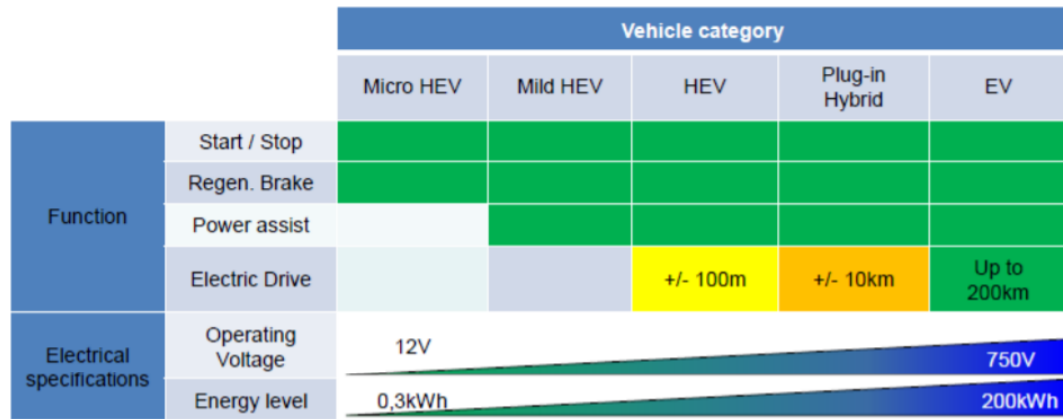 Vehicle category
Micro HEV
Mild HEV
HEV
Plug-in
Hybrid
EV
Function
Start / Stop
Regen. Brake
Power assist
Electric Drive
+/- 100m
+/- 10km
Up to
200km
Electrical
specifications
Operating
Voltage
12V
750V
Energy level
0,3kWh
200kWh